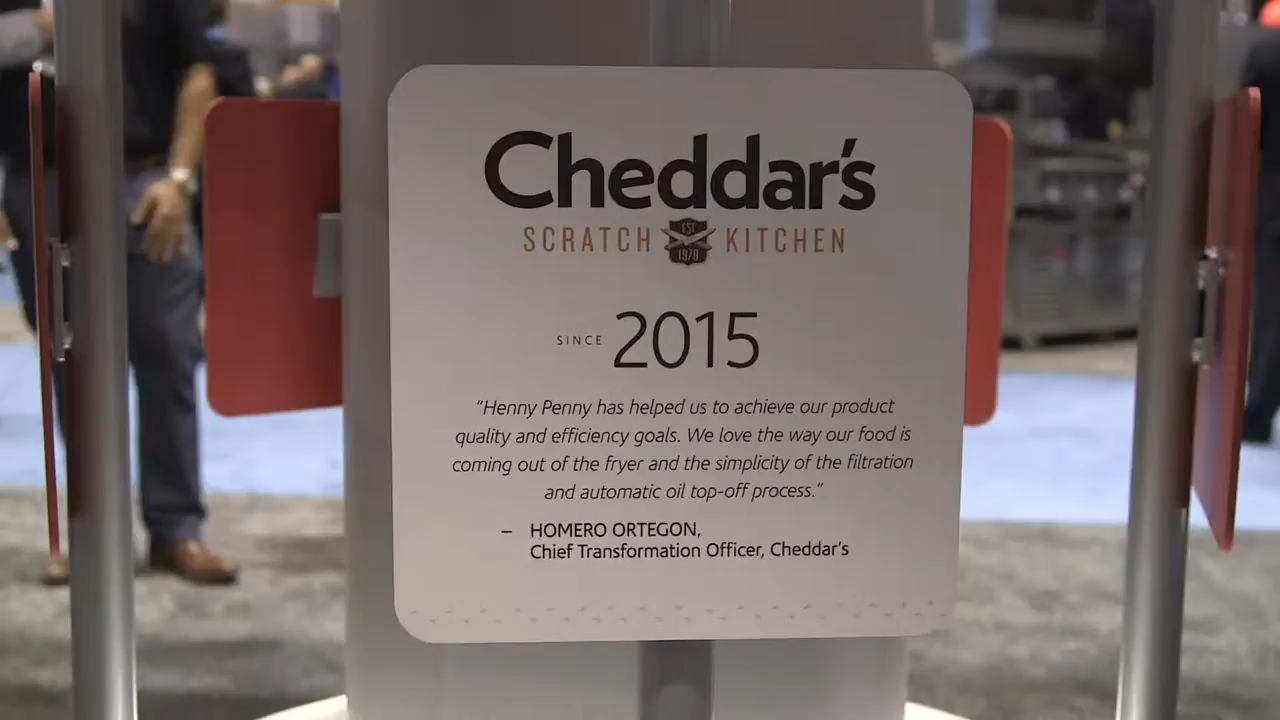 Cheddar's
SCRATCH EST 1979 KITCHEN
SINCE 2015
“Henny Penny has helped us to achieve our product
quality and efficiency goals. We love the way our food is
coming out of the fryer and the simplicity of the filtration
and automatic oil top-off process.”
– HOMERO ORTEGON,
Chief Transformation Officer, Cheddar's